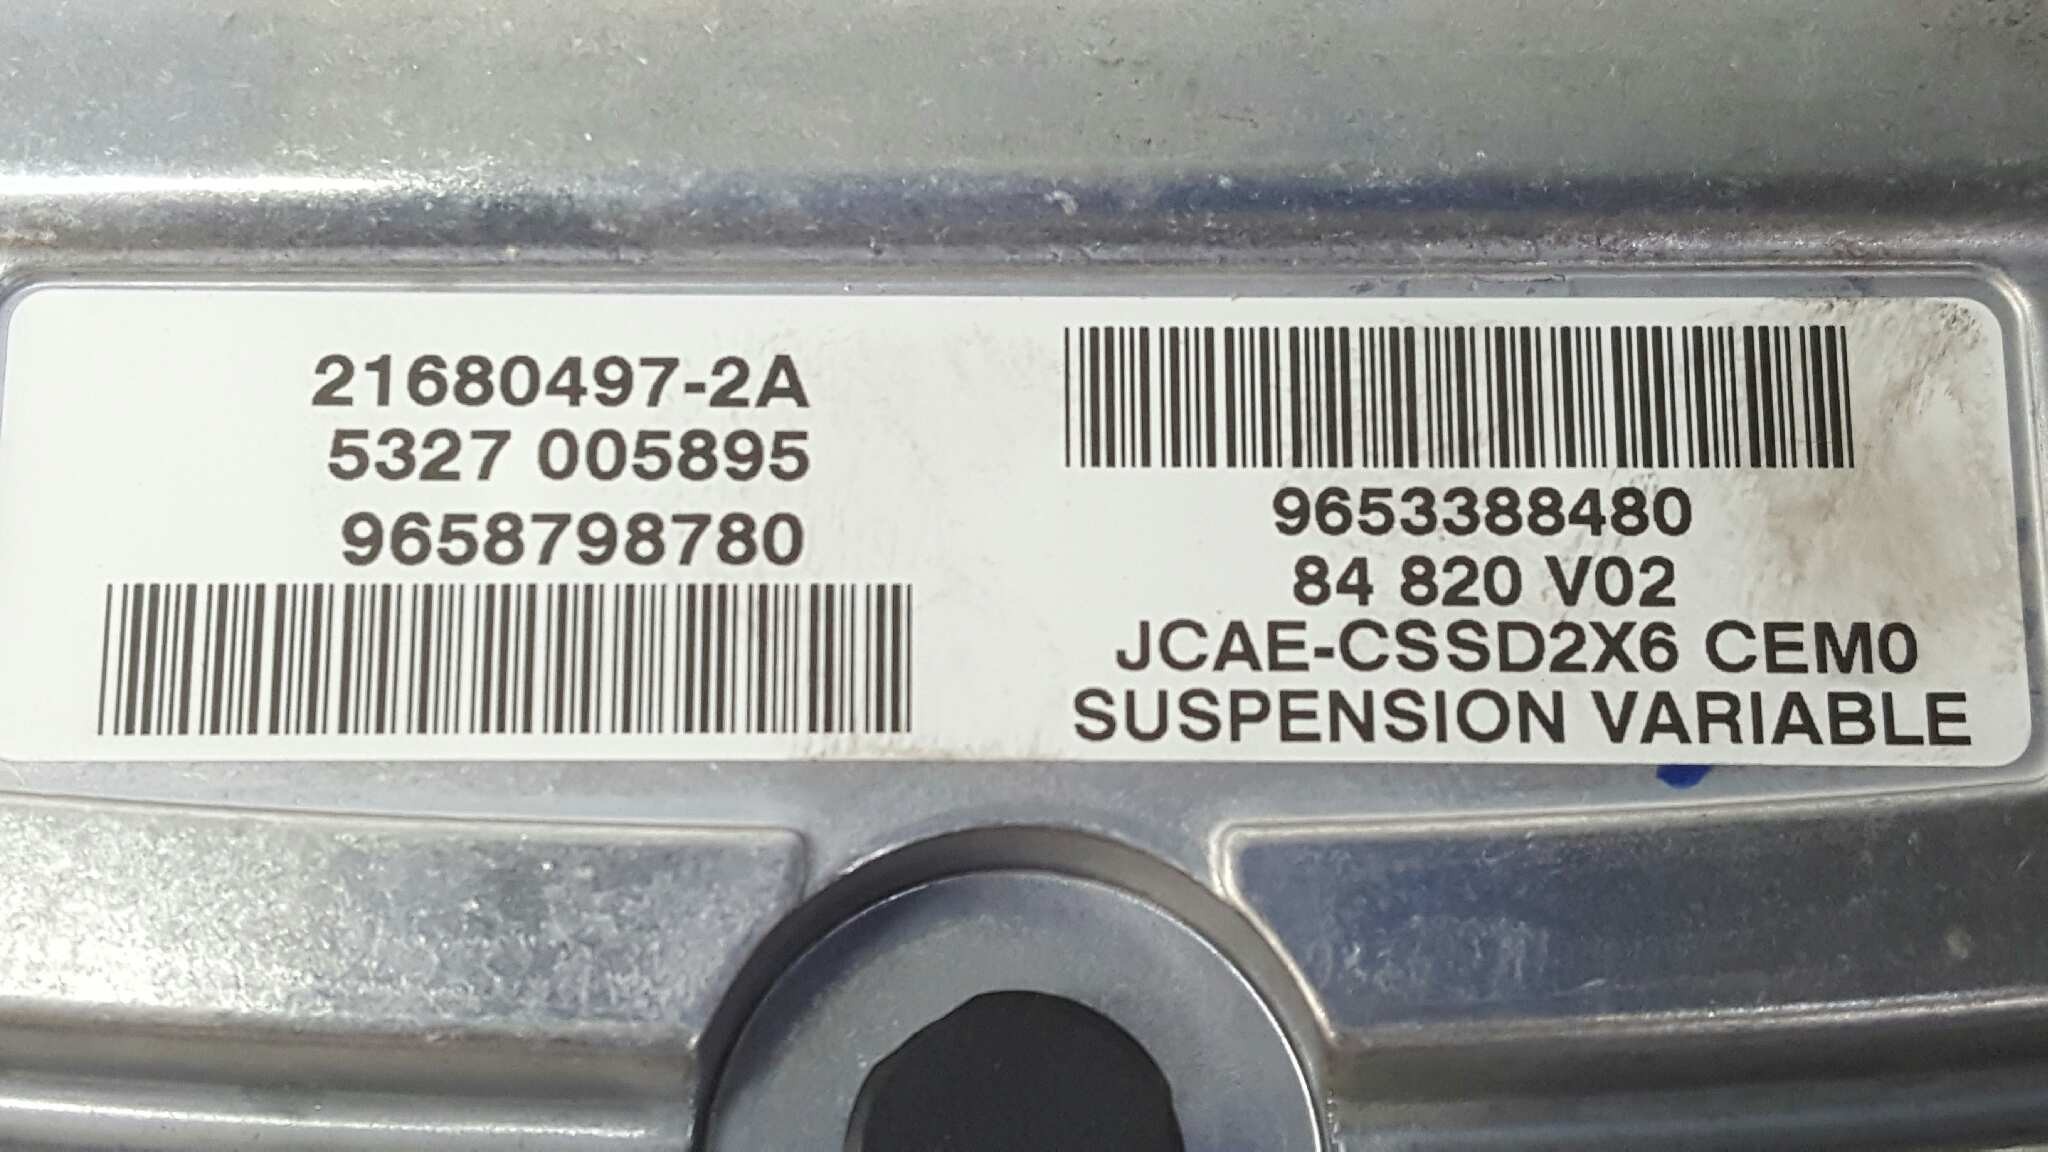 21680497-2A
5327 005895
9658798780
9653388480
84 820 V02
JCAE-CSSD2X6 CEM0
SUSPENSION VARIABLE